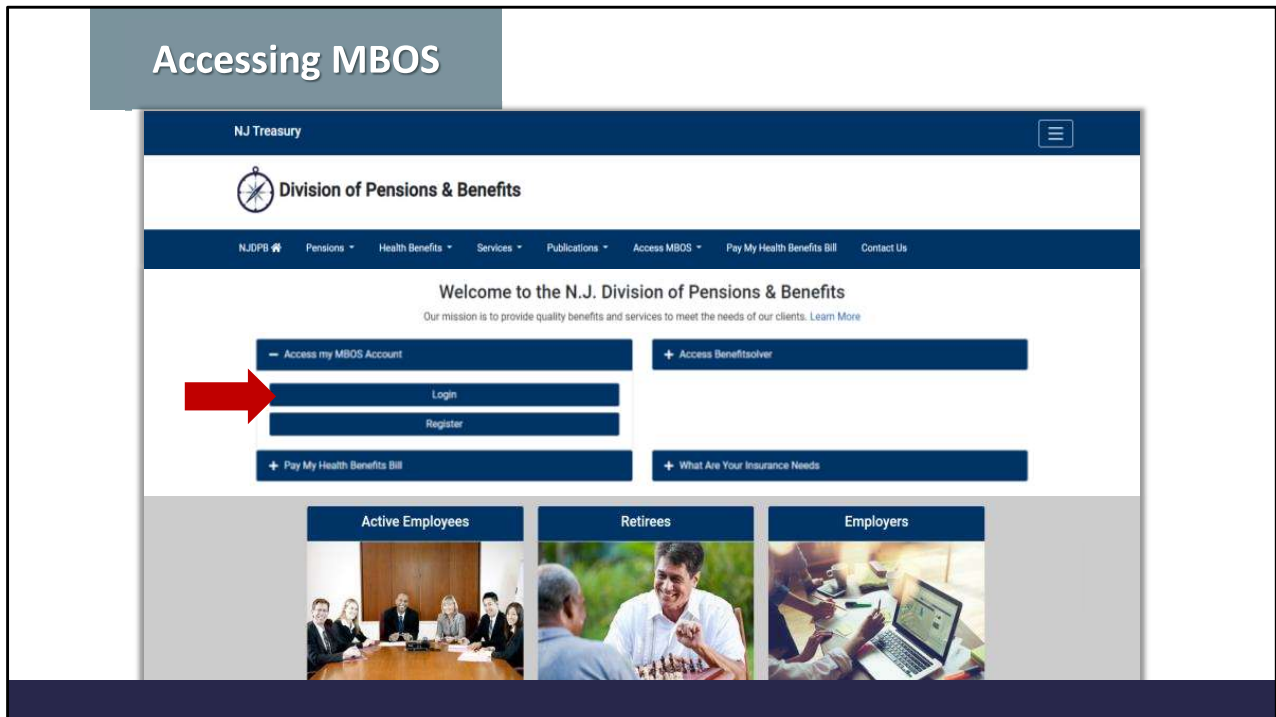 Accessing MBOS
NJ Treasury
Division of Pensions & Benefits
NJDPB Pensions Health Benefits Services Publications Access MBOS Pay My Health Benefits Bill Contact Us
Welcome to the N.J. Division of Pensions & Benefits
Our mission is to provide quality benefits and services to meet the needs of our clients. Learn More
Access my MBOS Account
Access Benefitsolver
Login
Register
Pay My Health Benefits Bill
What Are Your Insurance Needs
Active Employees
Retirees
Employers